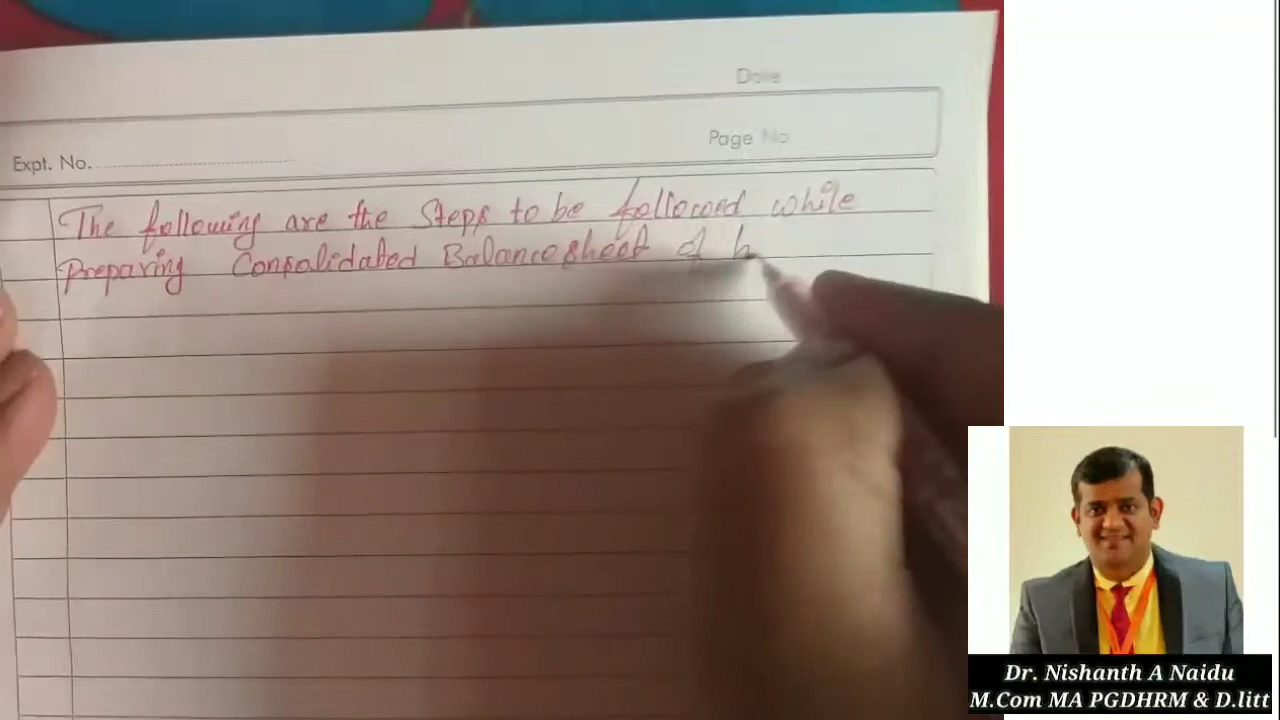 Date
Page No
Expt. No.
The following are the Steps to be followed while
Preparing Consolidated Balancesheet of h
Dr. Nishanth A Naidu
M.Com MA PGDHRM & D.litt